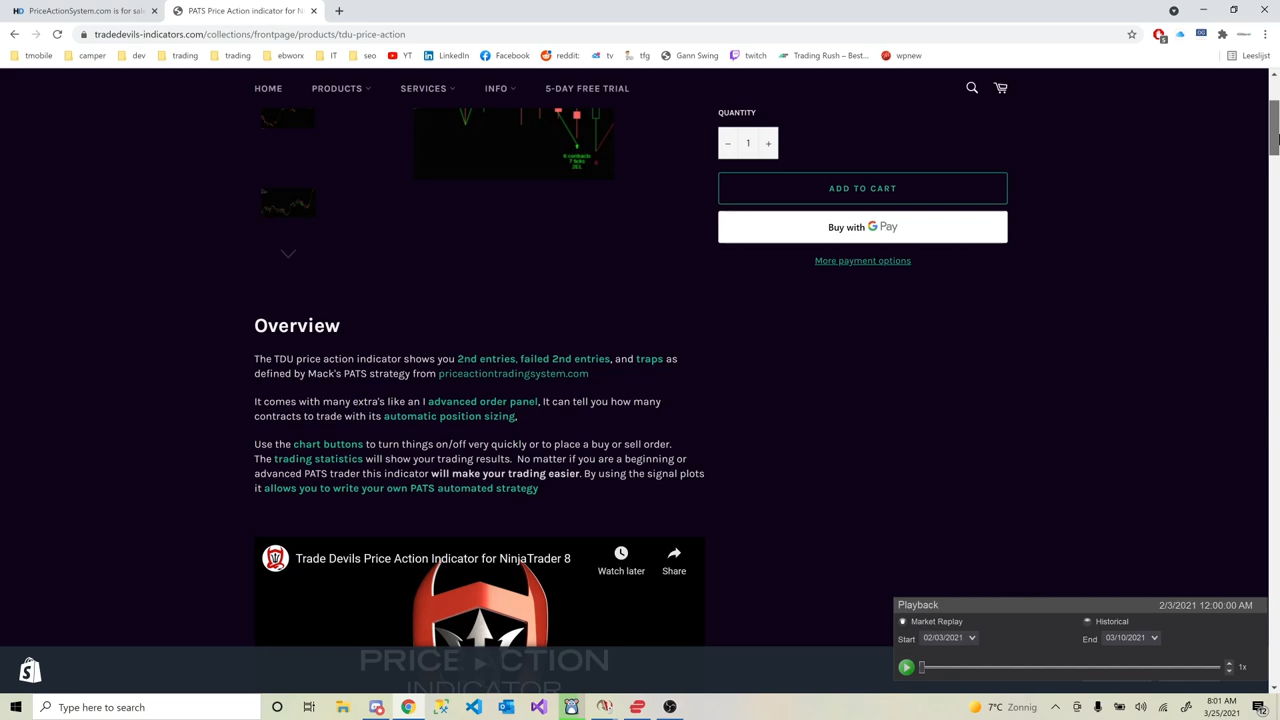 PriceActionSystem.com is for sal
PATS Price Action indicator for N
tradedevils-indicators.com/collections/frontpage/products/tdu-price-action
tmobile camper dev trading trading ebworx IT seo YT LinkedIn Facebook reddit: tv tfg Gann Swing twitch Trading Rush – Best... wpnew Leeslijst
HOME PRODUCTS SERVICES INFO 5-DAY FREE TRIAL
QUANTITY
− 1 +
6 contracts
7 ticks
2EL
ADD TO CART
Buy with G Pay
More payment options
Overview
The TDU price action indicator shows you 2nd entries, failed 2nd entries, and traps as
defined by Mack's PATS strategy from priceactiontradingsystem.com
It comes with many extra's like an I advanced order panel, It can tell you how many
contracts to trade with its automatic position sizing,
Use the chart buttons to turn things on/off very quickly or to place a buy or sell order.
The trading statistics will show your trading results. No matter if you are a beginning or
advanced PATS trader this indicator will make your trading easier. By using the signal plots
it allows you to write your own PATS automated strategy
Trade Devils Price Action Indicator for NinjaTrader 8
Watch later
Share
PRICE CTION
INDICATOR
Playback 2/3/2021 12:00:00 AM
Market Replay Historical
Start 02/03/2021 End 03/10/2021
1x
Type here to search
7°C Zonnig
8:01 AM
3/25/2021
12